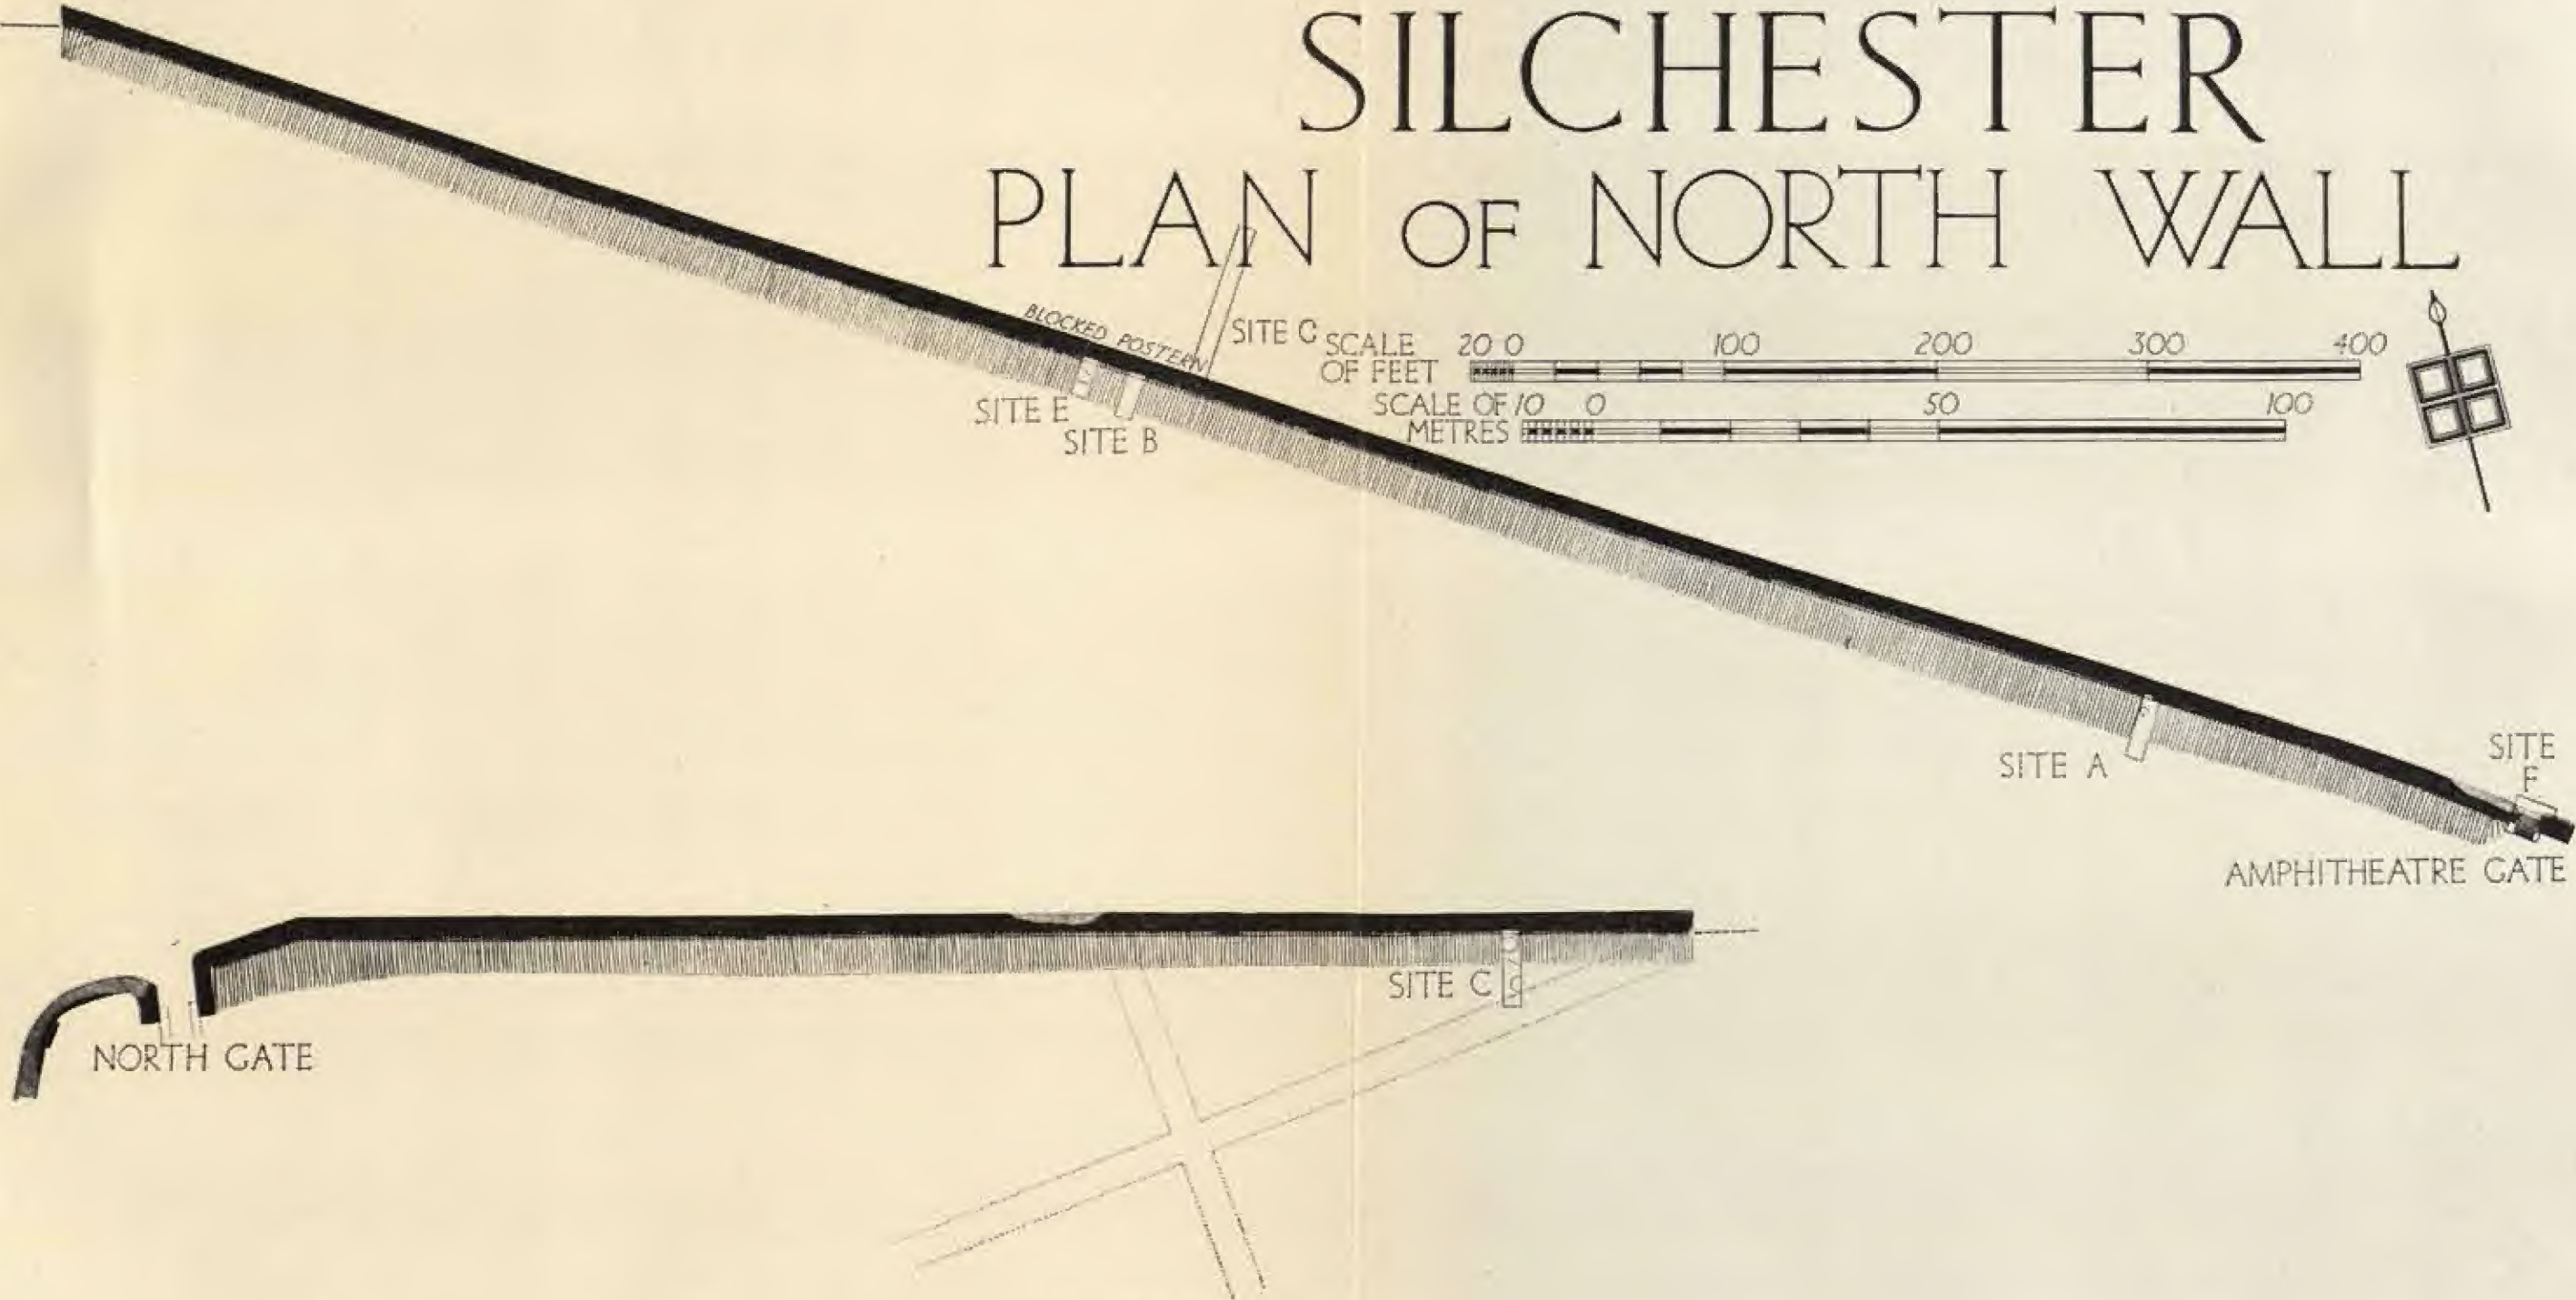 SILCHESTER
PLAN OF NORTH WALL
BLOCKED POSTERN
SITE C
SCALE OF FEET
20 0 100 200 300 400
SCALE OF METRES
10 0 50 100
SITE E
SITE B
SITE A
SITE F
AMPHITHEATRE GATE
SITE C
NORTH GATE